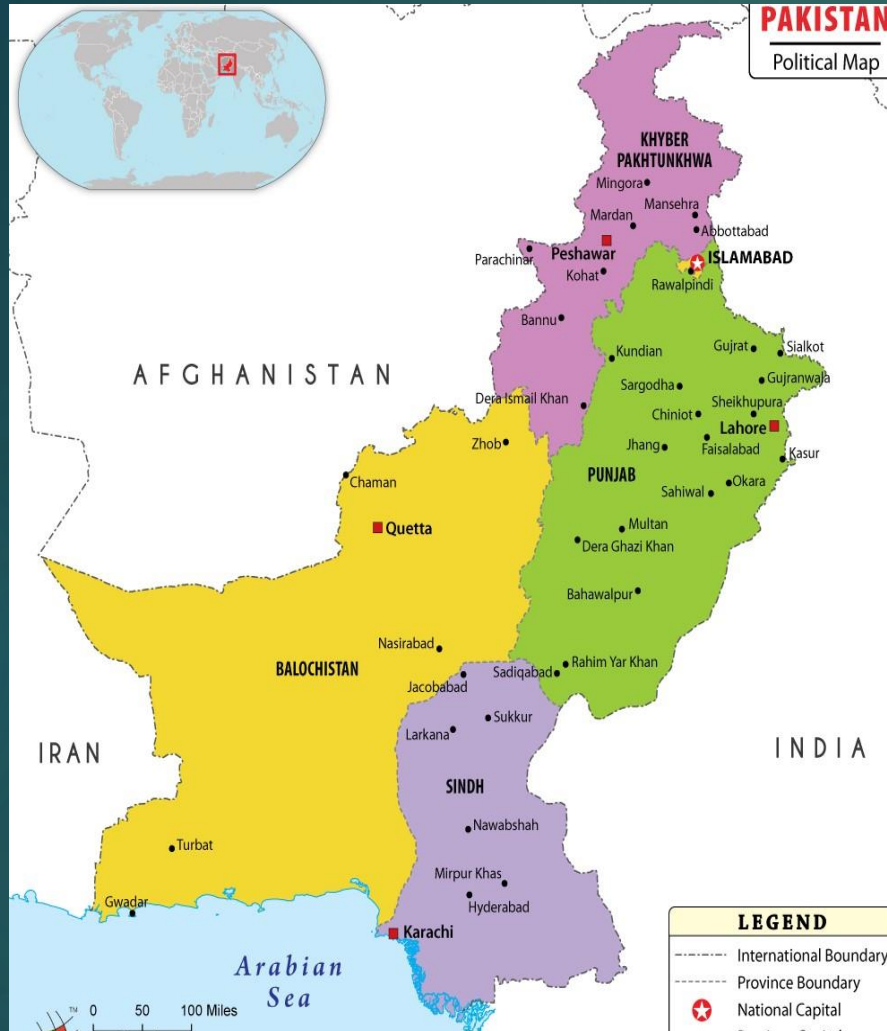 PAKISTAN
Political Map
KHYBER
PAKHTUNKHWA
Mingora
Mansehra
Mardan
Abbottabad
Peshawar
ISLAMABAD
Parachinar
Kohat
Rawalpindi
Bannu
Gujrat
Sialkot
Kundian
AFGHANISTAN
Gujranwala
Sargodha
Dera Ismail Khan
Sheikhupura
Chiniot
Lahore
Zhob
Jhang
Faisalabad
Kasur
PUNJAB
Chaman
Okara
Sahiwal
Quetta
Multan
Dera Ghazi Khan
Bahawalpur
Nasirabad
BALOCHISTAN
Rahim Yar Khan
Sadiqabad
Jacobabad
Sukkur
Larkana
IRAN
INDIA
SINDH
Nawabshah
Turbat
Mirpur Khas
Gwadar
Hyderabad
Karachi
Arabian
Sea
LEGEND
International Boundary
Province Boundary
National Capital
TM
0 50 100 Miles